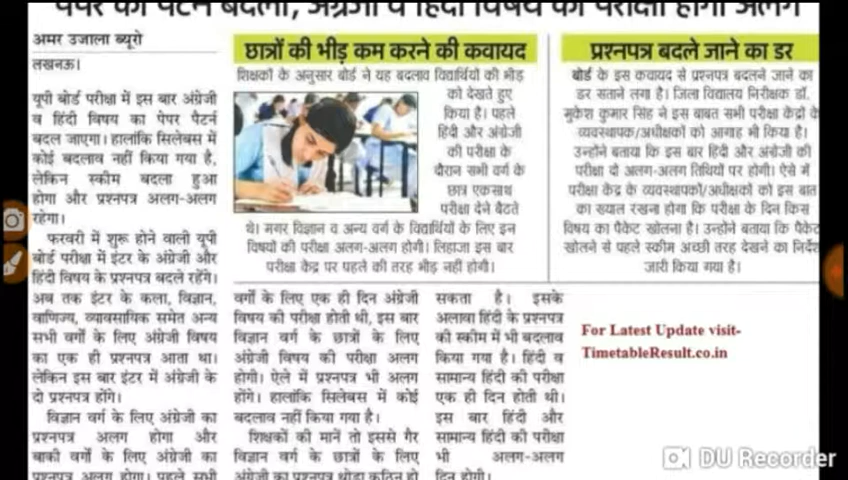 पेपर का पैटर्न बदला, अंग्रेजी व हिंदी विषय की परीक्षा होगी अलग
अमर उजाला ब्यूरो
लखनऊ।
यूपी बोर्ड परीक्षा में इस बार अंग्रेजी
व हिंदी विषय का पेपर पैटर्न
बदल जाएगा। हालांकि सिलेबस में
कोई बदलाव नहीं किया गया है,
लेकिन स्कीम बदला हुआ
होगा और प्रश्नपत्र अलग-अलग
रहेगा।
फरवरी में शुरू होने वाली यूपी
बोर्ड परीक्षा में इंटर के अंग्रेजी और
हिंदी विषय के प्रश्नपत्र बदले रहेंगे।
अब तक इंटर के कला, विज्ञान,
वाणिज्य, व्यावसायिक समेत अन्य
सभी वर्गों के लिए अंग्रेजी विषय
का एक ही प्रश्नपत्र आता था।
लेकिन इस बार इंटर में अंग्रेजी के
दो प्रश्नपत्र होंगे।
विज्ञान वर्ग के लिए अंग्रेजी का
प्रश्नपत्र अलग होगा और
बाकी वर्गों के लिए अंग्रेजी का
प्रश्नपत्र अलग होगा। पहले सभी
छात्रों की भीड़ कम करने की कवायद
शिक्षकों के अनुसार बोर्ड ने यह बदलाव विद्यार्थियों की भीड़
को देखते हुए
किया है। पहले
हिंदी और अंग्रेजी
की परीक्षा के
दौरान सभी वर्ग के
छात्र एकसाथ
परीक्षा देने बैठते
थे। मगर विज्ञान व अन्य वर्ग के विद्यार्थियों के लिए इन
विषयों की परीक्षा अलग-अलग होगी। लिहाजा इस बार
परीक्षा केंद्र पर पहले की तरह भीड़ नहीं होगी।
वर्गों के लिए एक ही दिन अंग्रेजी
विषय की परीक्षा होती थी, इस बार
विज्ञान वर्ग के छात्रों के लिए
अंग्रेजी विषय की परीक्षा अलग
होगी। ऐले में प्रश्नपत्र भी अलग
होंगे। हालांकि सिलेबस में कोई
बदलाव नहीं किया गया है।
शिक्षकों की मानें तो इससे गैर
विज्ञान वर्ग के छात्रों के लिए
अंग्रेजी का प्रश्नपत्र थोड़ा कठिन हो
सकता है। इसके
अलावा हिंदी के प्रश्नपत्र
की स्कीम में भी बदलाव
किया गया है। हिंदी व
सामान्य हिंदी की परीक्षा
एक ही दिन होती थी।
इस बार हिंदी और
सामान्य हिंदी की परीक्षा
भी अलग-अलग
दिन होगी।
प्रश्नपत्र बदले जाने का डर
बोर्ड के इस कवायद से प्रश्नपत्र बदलने जाने का
डर सताने लगा है। जिला विद्यालय निरीक्षक डॉ.
मुकेश कुमार सिंह ने इस बाबत सभी परीक्षा केंद्रों के
व्यवस्थापक/अधीक्षकों को आगाह भी किया है।
उन्होंने बताया कि इस बार हिंदी और अंग्रेजी की
परीक्षा दो अलग-अलग तिथियों पर होगी। ऐसे में
परीक्षा केंद्र के व्यवस्थापकों/अधीक्षकों को इस बात
का ख्याल रखना होगा कि परीक्षा के दिन किस
विषय का पैकेट खोलना है। उन्होंने बताया कि पैकेट
खोलने से पहले स्कीम अच्छी तरह देखने का निर्देश
जारी किया गया है।
For Latest Update visit-
TimetableResult.co.in
DU Recorder